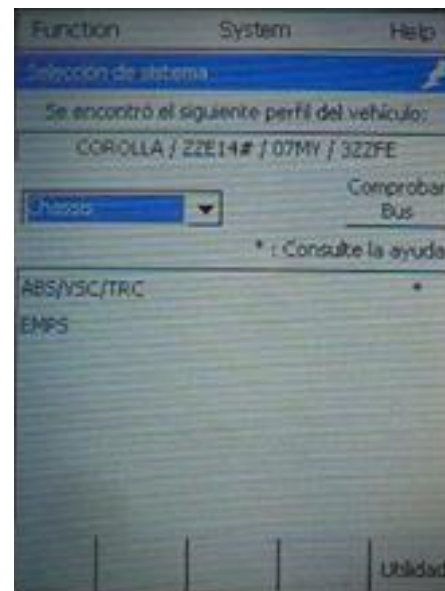 Function System Help
Selección de sistema
Se encontró el siguiente perfil del vehículo:
COROLLA / ZZE14# / 07MY / 3ZZFE
Chassis
Comprobar
Bus
* : Consulte la ayuda
ABS/VSC/TRC *
EMPS
Utilidad